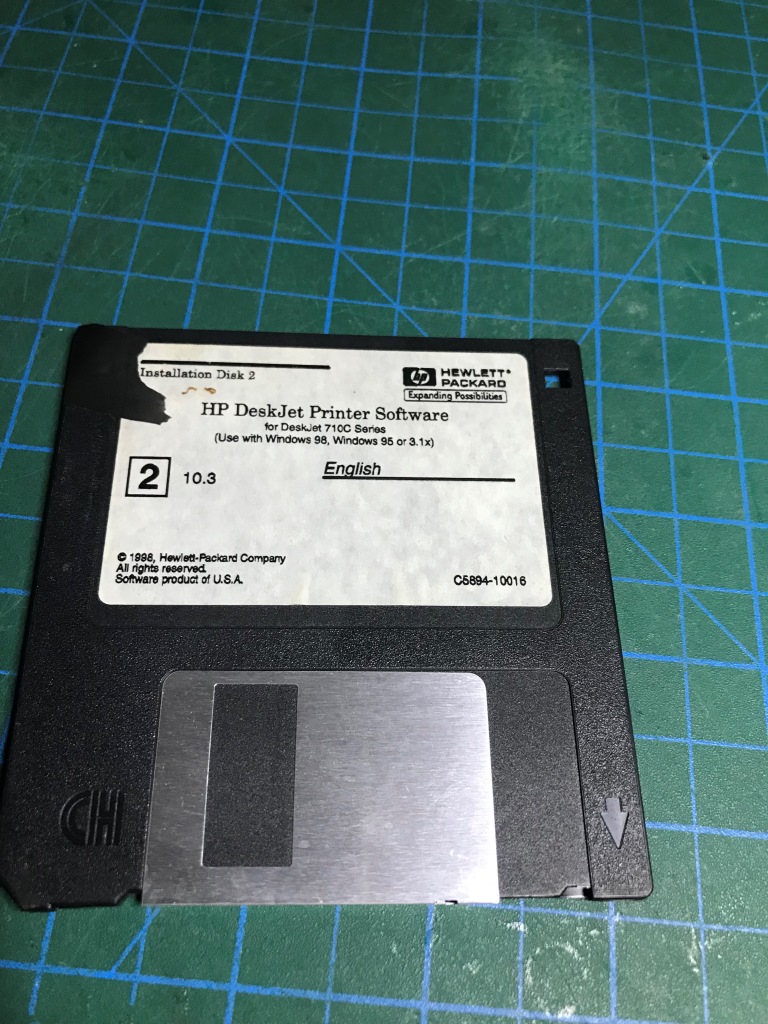 Installation Disk 2
hp HEWLETT®
PACKARD
Expanding Possibilities
HP DeskJet Printer Software
for DeskJet 710C Series
(Use with Windows 98, Windows 95 or 3.1x)
2 10.3 English
© 1998, Hewlett-Packard Company
All rights reserved.
Software product of U.S.A.
C5894-10016